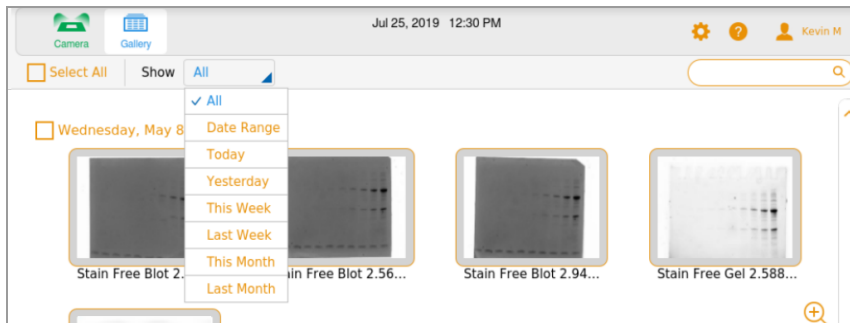 Jul 25, 2019 12:30 PM
Camera
Gallery
Kevin M
Select All
Show
All
All
Date Range
Today
Yesterday
This Week
Last Week
This Month
Last Month
Wednesday, May 8
Stain Free Blot 2.
in Free Blot 2.56...
Stain Free Blot 2.94...
Stain Free Gel 2.588...